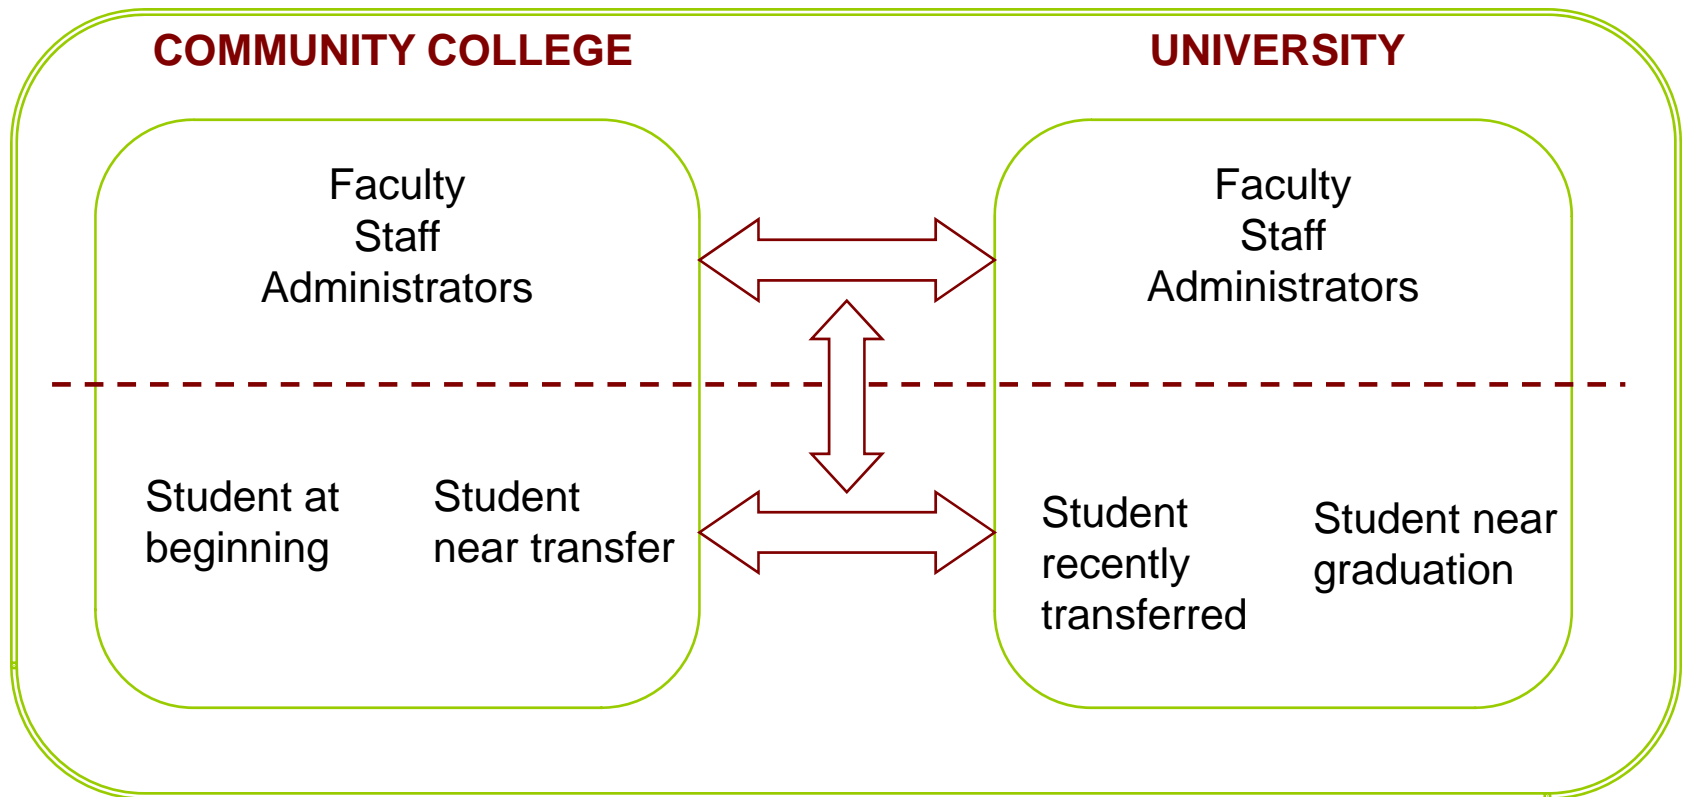 COMMUNITY COLLEGE
UNIVERSITY
Faculty
Staff
Administrators
Faculty
Staff
Administrators
Student at
beginning
Student
near transfer
Student
recently
transferred
Student near
graduation